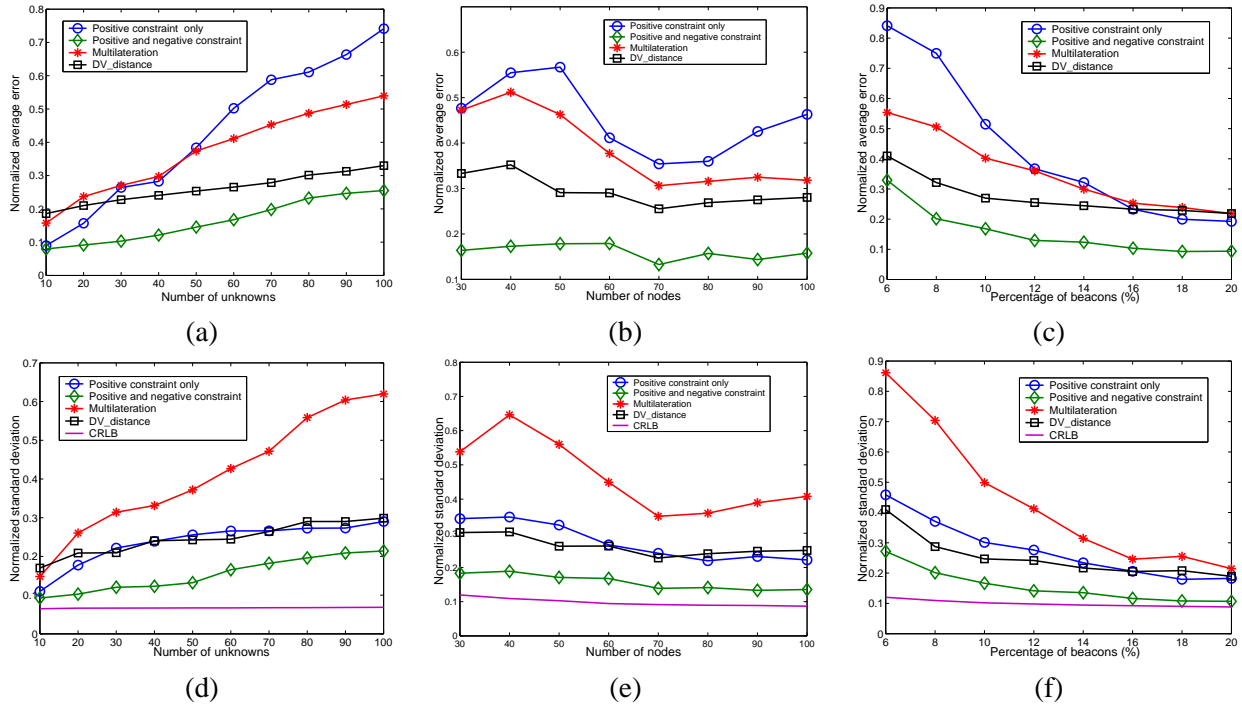 0.8
0.7
0.6
0.5
0.4
0.3
0.2
0.1
0
Normalized average error
Positive constraint only
Positive and negative constraint
Multilateration
DV_distance
10 20 30 40 50 60 70 80 90 100
Number of unknowns
(a)
0.6
0.5
0.4
0.3
0.2
0.1
Normalized average error
Positive constraint only
Positive and negative constraint
Multilateration
DV_distance
30 40 50 60 70 80 90 100
Number of nodes
(b)
0.9
0.8
0.7
0.6
0.5
0.4
0.3
0.2
0.1
0
Normalized average error
Positive constraint only
Positive and negative constraint
Multilateration
DV_distance
6 8 10 12 14 16 18 20
Percentage of beacons (%)
(c)
0.7
0.6
0.5
0.4
0.3
0.2
0.1
0
Normalized standard deviation
Positive constraint only
Positive and negative constraint
Multilateration
DV_distance
CRLB
10 20 30 40 50 60 70 80 90 100
Number of unknowns
(d)
0.8
0.7
0.6
0.5
0.4
0.3
0.2
0.1
0
Normalized standard deviation
Positive constraint only
Positive and negative constraint
Multilateration
DV_distance
CRLB
30 40 50 60 70 80 90 100
Number of nodes
(e)
0.9
0.8
0.7
0.6
0.5
0.4
0.3
0.2
0.1
0
Normalized standard deviation
Positive constraint only
Positive and negative constraint
Multilateration
DV_distance
CRLB
6 8 10 12 14 16 18 20
Percentage of beacons (%)
(f)